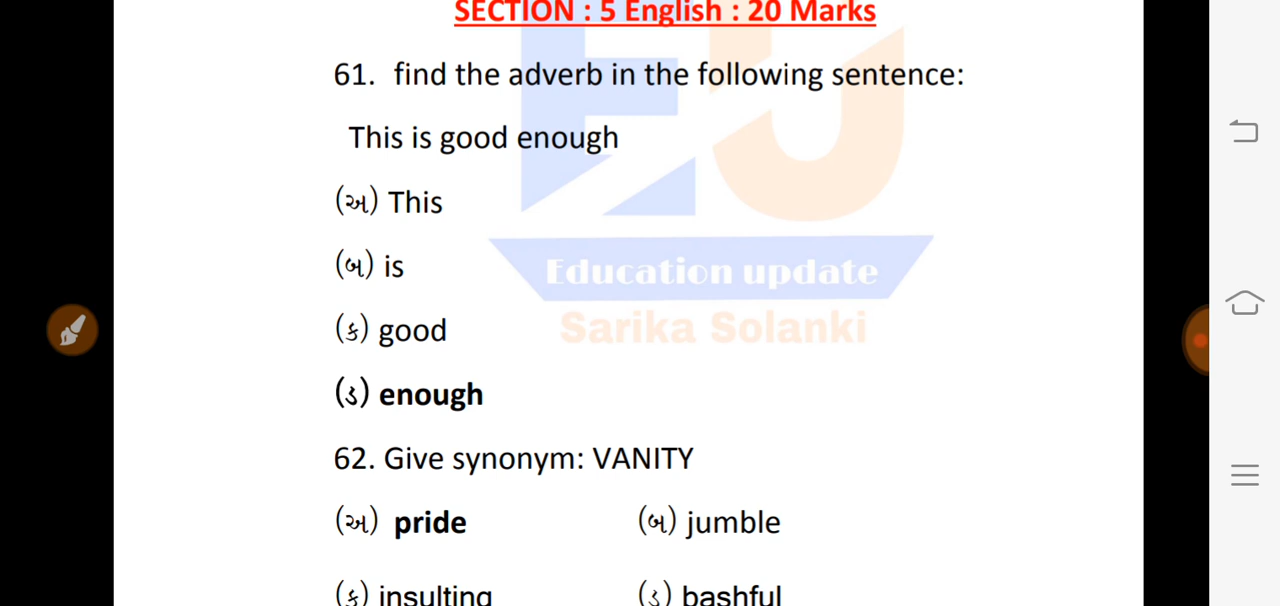 SECTION : 5 English : 20 Marks
61. find the adverb in the following sentence:
This is good enough
(અ) This
(બ) is
Education update
(ક) good
Sarika Solanki
(ડ) enough
62. Give synonym: VANITY
(અ) pride (બ) jumble
(ક) insulting (ડ) bashful